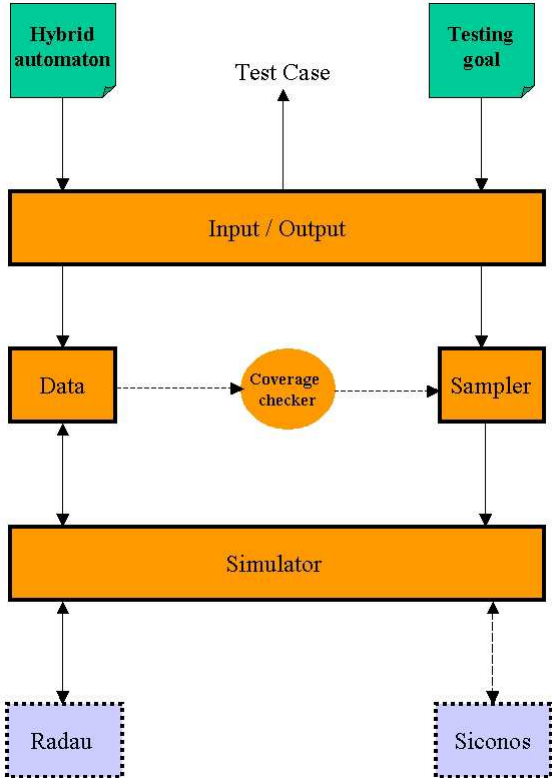 Hybrid
automaton
Testing
goal
Test Case
Input / Output
Data
Coverage
checker
Sampler
Simulator
Radau
Siconos